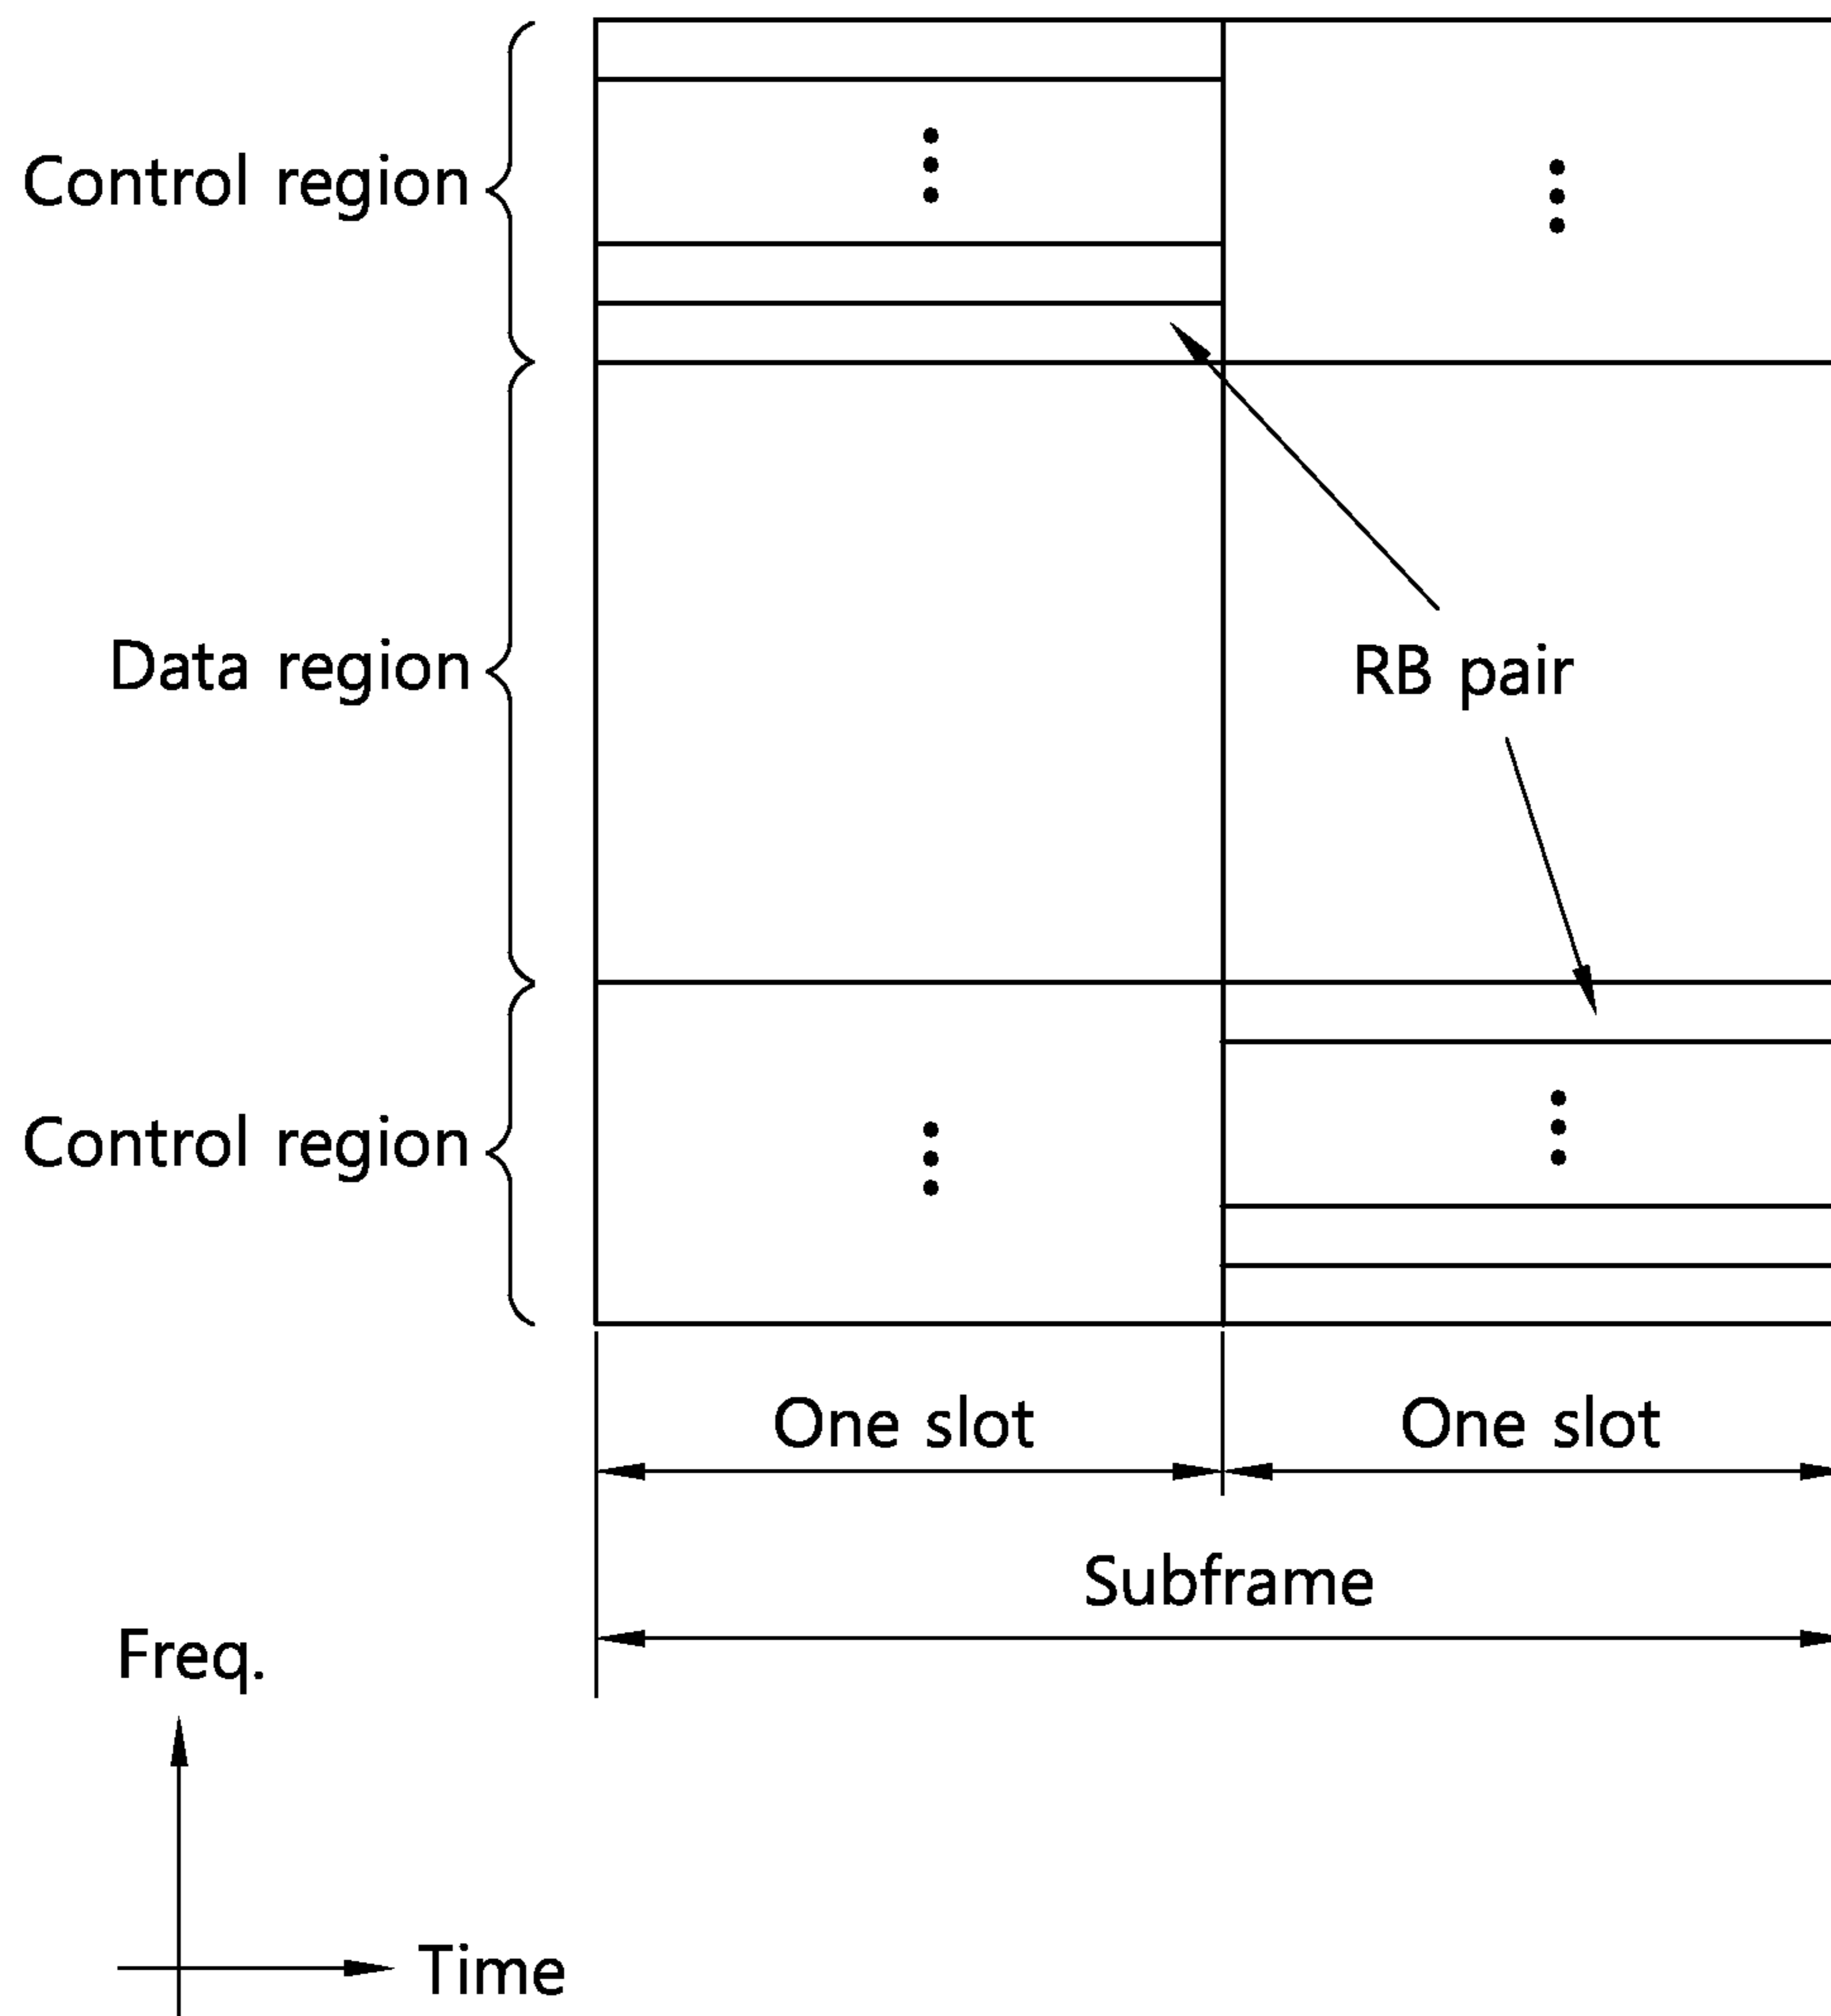 Control region
Data region
RB pair
Control region
One slot
One slot
Subframe
Freq.
Time